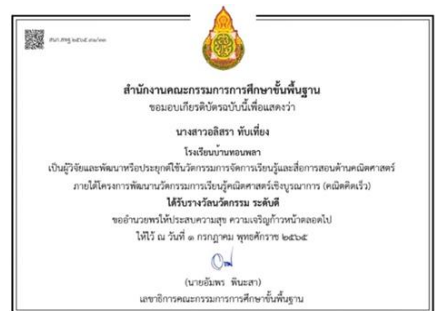 สำนักงานคณะกรรมการการศึกษาขั้นพื้นฐาน
ขอมอบเกียรติบัตรฉบับนี้เพื่อแสดงว่า
นางสาวอลิสรา ทับเที่ยง
โรงเรียนบ้านทอนพลา
เป็นผู้วิจัยและพัฒนาหรือประยุกต์ใช้นวัตกรรมการจัดการเรียนรู้และสื่อการสอนด้านคณิตศาสตร์
ภายใต้โครงการพัฒนานวัตกรรมการเรียนรู้คณิตศาสตร์เชิงบูรณาการ (คณิตคิดเร็ว)
ได้รับรางวัลนวัตกรรม ระดับดี
ขออำนวยพรให้ประสบความสุข ความเจริญก้าวหน้าตลอดไป
ให้ไว้ ณ วันที่ ๑ กรกฎาคม พุทธศักราช ๒๕๖๕
(นายอัมพร พินะสา)
เลขาธิการคณะกรรมการการศึกษาขั้นพื้นฐาน